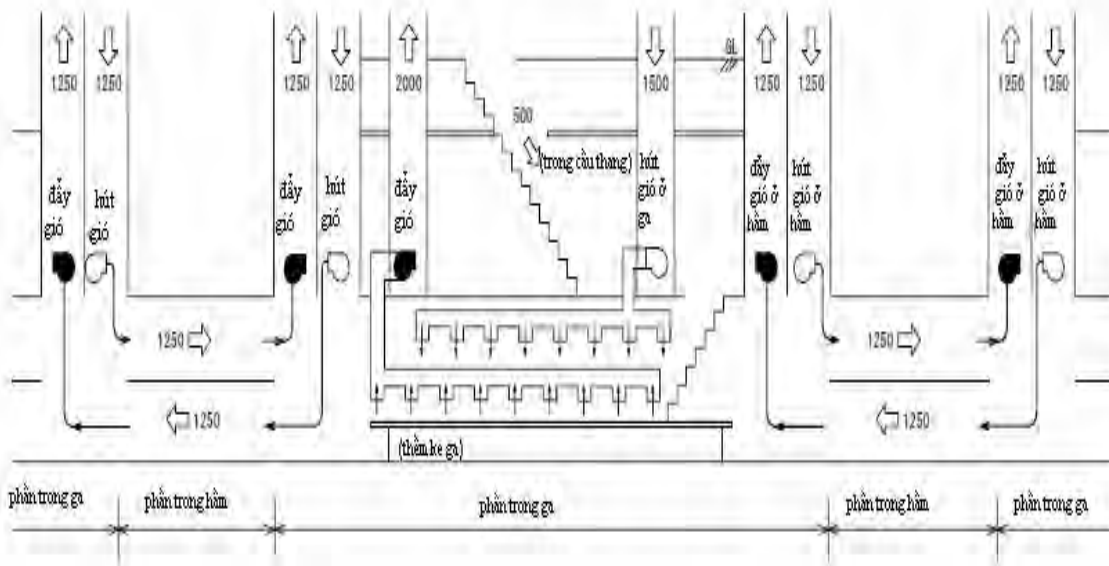 1250
1250
1250
1250
2000
1500
GL
1250
1250
1250
1250
500
(trong cầu thang)
đẩy gió
hút gió
đẩy gió
hút gió
đẩy gió
hút gió ở ga
đẩy gió ở hầm
hút gió ở hầm
đẩy gió ở hầm
hút gió ở hầm
1250
1250
1250
1250
(thềm ke ga)
phần trong ga
phần trong hầm
phần trong ga
phần trong hầm
phần trong ga